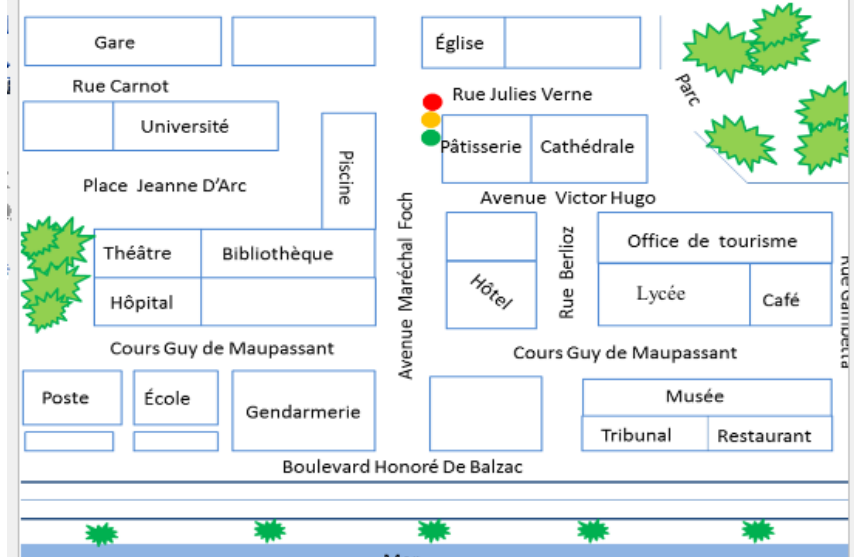 Gare
Église
Rue Carnot
Rue Julies Verne
Parc
Université
Pâtisserie
Cathédrale
Piscine
Place Jeanne D’Arc
Avenue Maréchal Foch
Avenue Victor Hugo
Théâtre
Bibliothèque
Rue Berlioz
Office de tourisme
Hôpital
Hôtel
Lycée
Café
Rue Gambetta
Cours Guy de Maupassant
Cours Guy de Maupassant
Poste
École
Gendarmerie
Musée
Tribunal
Restaurant
Boulevard Honoré De Balzac